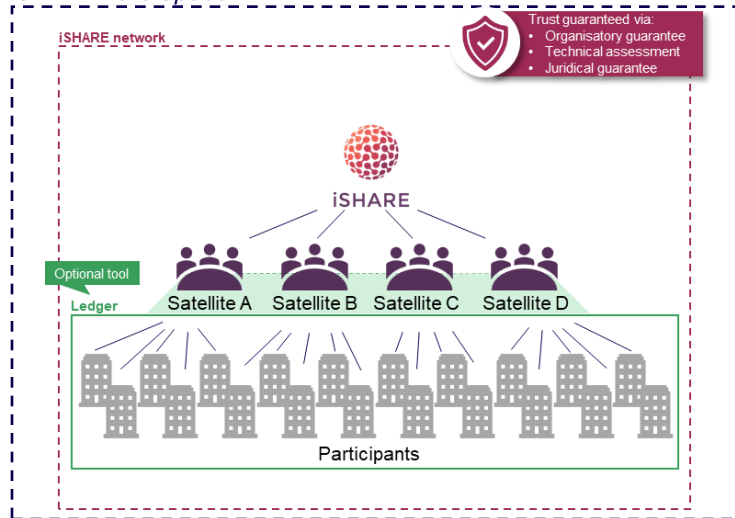 iSHARE network
Trust guaranteed via:
• Organisatory guarantee
• Technical assessment
• Juridical guarantee
iSHARE
Optional tool
Ledger
Satellite A
Satellite B
Satellite C
Satellite D
Participants